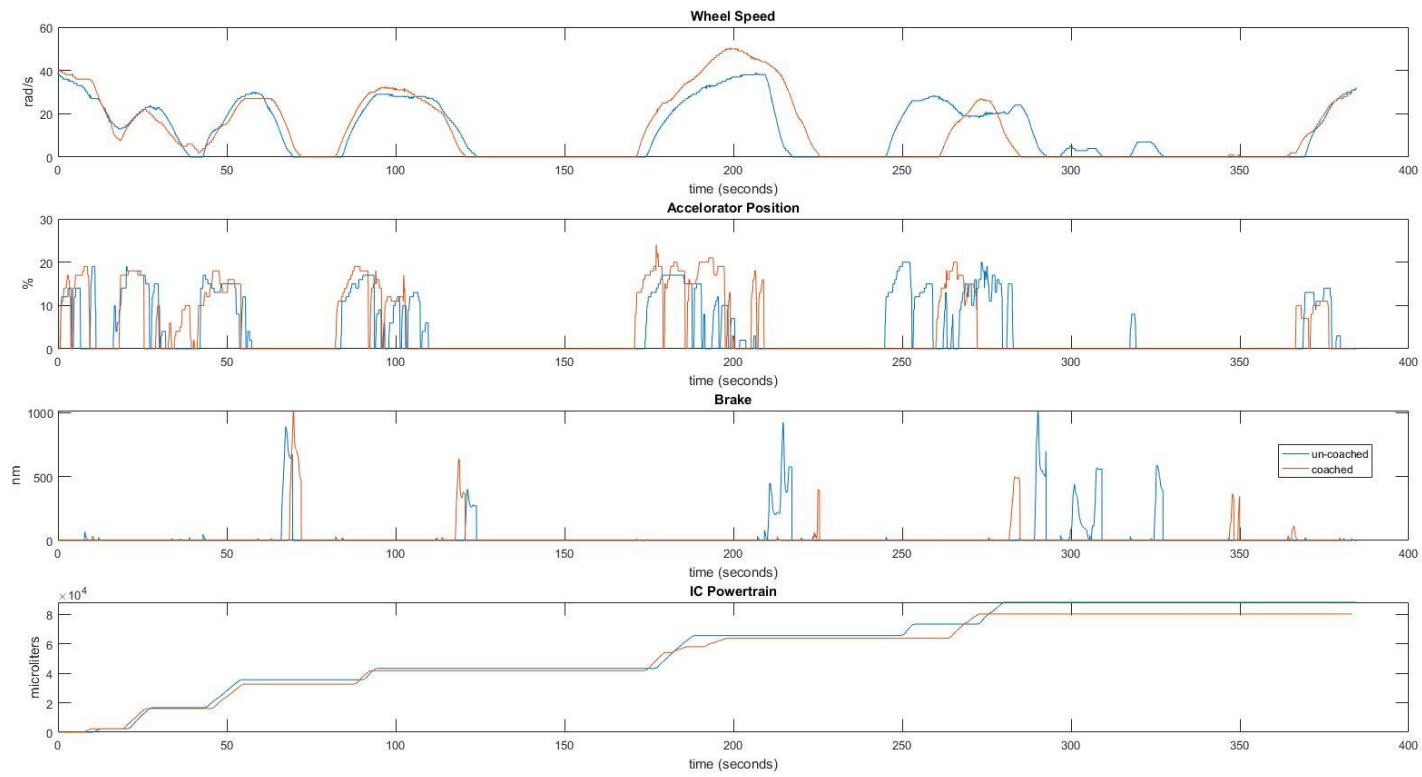 Wheel Speed
60
40
20
0
rad/s
0 50 100 150 200 250 300 350 400
time (seconds)
Accelorator Position
30
20
10
0
%
0 50 100 150 200 250 300 350 400
time (seconds)
Brake
1000
500
0
nm
un-coached
coached
0 50 100 150 200 250 300 350 400
time (seconds)
IC Powertrain
×10⁴
8
6
4
2
0
microliters
0 50 100 150 200 250 300 350 400
time (seconds)